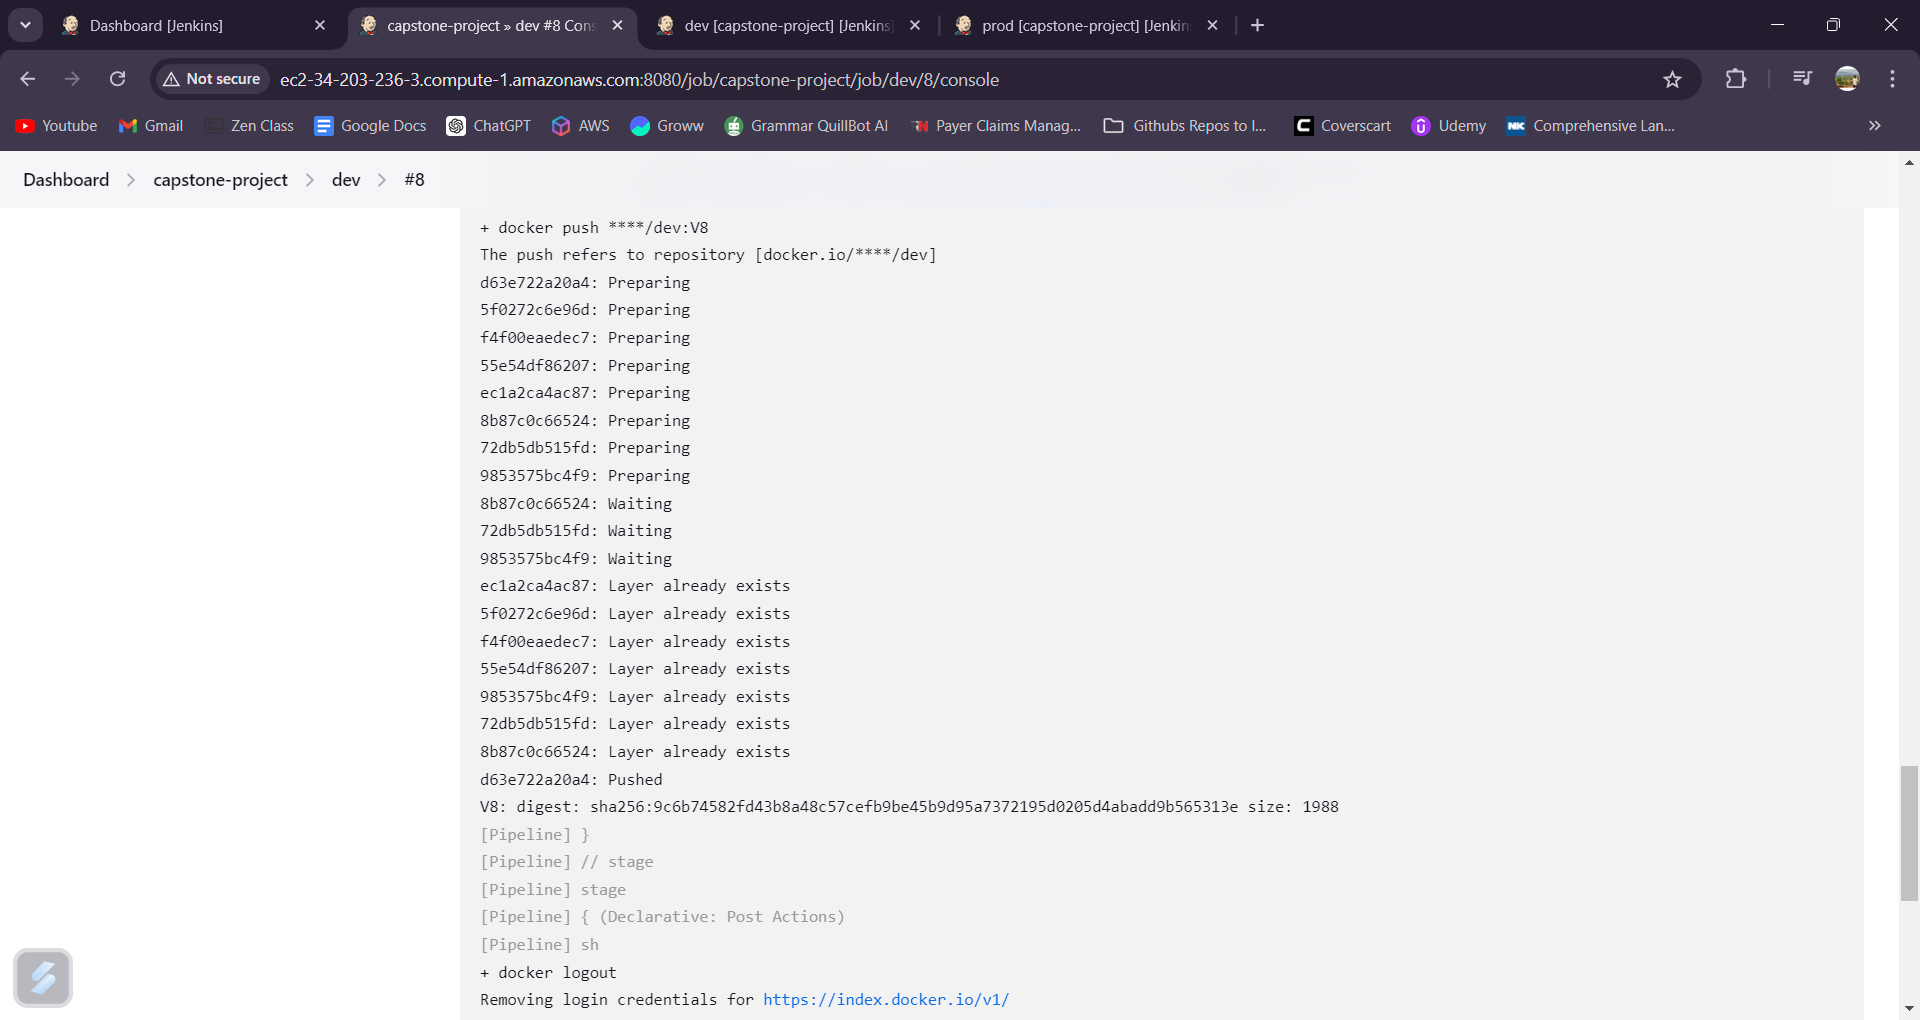 Dashboard [Jenkins]
capstone-project » dev #8 Cons
dev [capstone-project] [Jenkins]
prod [capstone-project] [Jenkin
Not secure
ec2-34-203-236-3.compute-1.amazonaws.com:8080/job/capstone-project/job/dev/8/console
Youtube
Gmail
Zen Class
Google Docs
ChatGPT
AWS
Groww
Grammar QuillBot AI
Payer Claims Manag...
Githubs Repos to l...
Coverscart
Udemy
NK
Comprehensive Lan...
Dashboard > capstone-project > dev > #8
+ docker push ****/dev:V8
The push refers to repository [docker.io/****/dev]
d63e722a20a4: Preparing
5f0272c6e96d: Preparing
f4f00eaedec7: Preparing
55e54df86207: Preparing
ec1a2ca4ac87: Preparing
8b87c0c66524: Preparing
72db5db515fd: Preparing
9853575bc4f9: Preparing
8b87c0c66524: Waiting
72db5db515fd: Waiting
9853575bc4f9: Waiting
ec1a2ca4ac87: Layer already exists
5f0272c6e96d: Layer already exists
f4f00eaedec7: Layer already exists
55e54df86207: Layer already exists
9853575bc4f9: Layer already exists
72db5db515fd: Layer already exists
8b87c0c66524: Layer already exists
d63e722a20a4: Pushed
V8: digest: sha256:9c6b74582fd43b8a48c57cefb9be45b9d95a7372195d0205d4abadd9b565313e size: 1988
[Pipeline] }
[Pipeline] // stage
[Pipeline] stage
[Pipeline] { (Declarative: Post Actions)
[Pipeline] sh
+ docker logout
Removing login credentials for https://index.docker.io/v1/